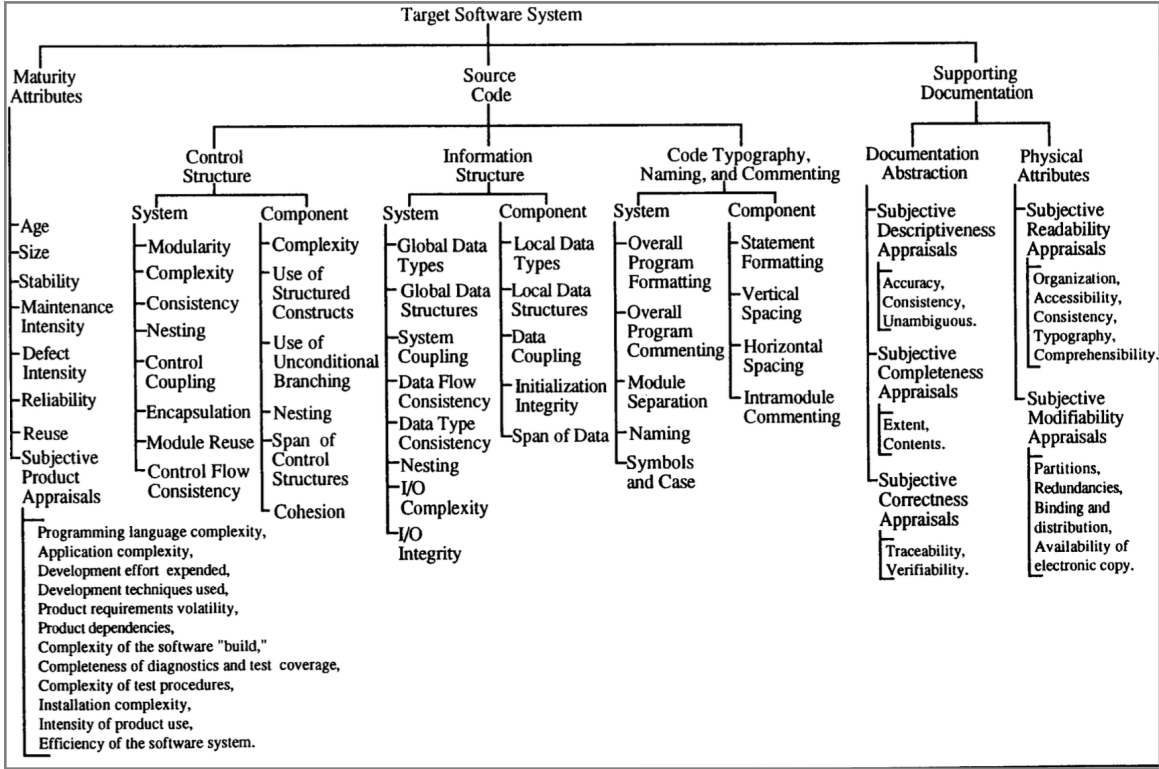 Target Software System
Maturity
Attributes
Source
Code
Supporting
Documentation
Control
Structure
Information
Structure
Code Typography,
Naming, and Commenting
Documentation
Abstraction
Physical
Attributes
Age
Size
Stability
Maintenance
Intensity
Defect
Intensity
Reliability
Reuse
Subjective
Product
Appraisals
Programming language complexity,
Application complexity,
Development effort expended,
Development techniques used,
Product requirements volatility,
Product dependencies,
Complexity of the software "build,"
Completeness of diagnostics and test coverage,
Complexity of test procedures,
Installation complexity,
Intensity of product use,
Efficiency of the software system.
System
Modularity
Complexity
Consistency
Nesting
Control
Coupling
Encapsulation
Module Reuse
Control Flow
Consistency
Component
Complexity
Use of
Structured
Constructs
Use of
Unconditional
Branching
Nesting
Span of
Control
Structures
Cohesion
System
Global Data
Types
Global Data
Structures
System
Coupling
Data Flow
Consistency
Data Type
Consistency
Nesting
I/O
Complexity
I/O
Integrity
Component
Local Data
Types
Local Data
Structures
Data
Coupling
Initialization
Integrity
Span of Data
System
Overall
Program
Formatting
Overall
Program
Commenting
Module
Separation
Naming
Symbols
and Case
Component
Statement
Formatting
Vertical
Spacing
Horizontal
Spacing
Intramodule
Commenting
Subjective
Descriptiveness
Appraisals
Accuracy,
Consistency,
Unambiguous.
Subjective
Completeness
Appraisals
Extent,
Contents.
Subjective
Correctness
Appraisals
Traceability,
Verifiability.
Subjective
Readability
Appraisals
Organization,
Accessibility,
Consistency,
Typography,
Comprehensibility.
Subjective
Modifiability
Appraisals
Partitions,
Redundancies,
Binding and
distribution,
Availability of
electronic copy.